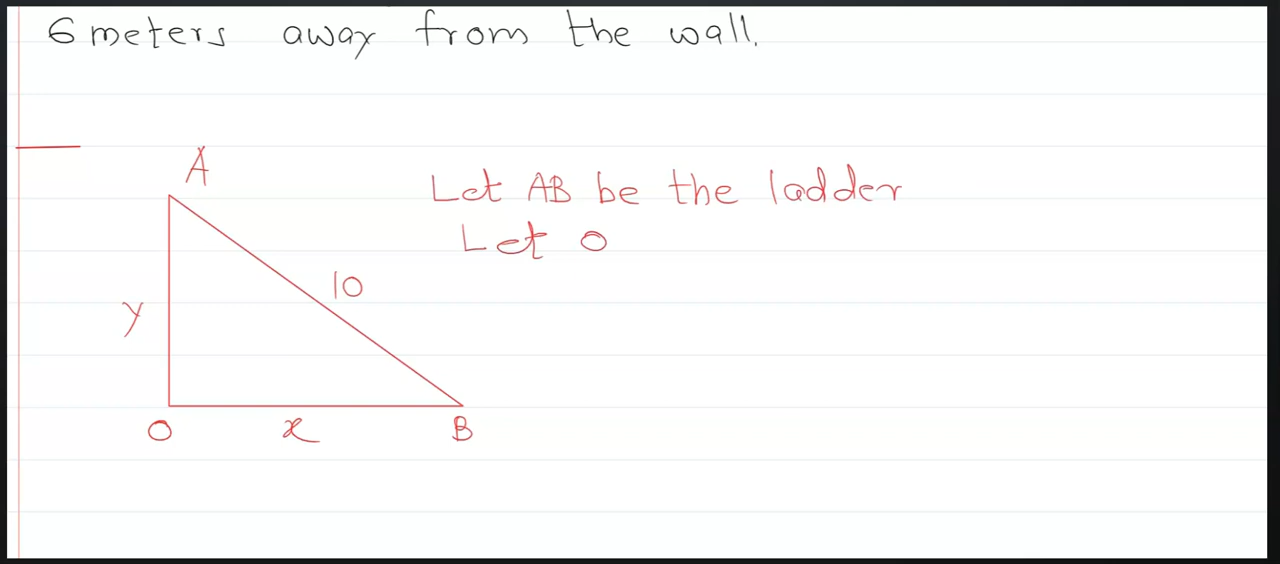 6 meters away from the wall.
A
Let AB be the ladder
Let O
10
y
O x B